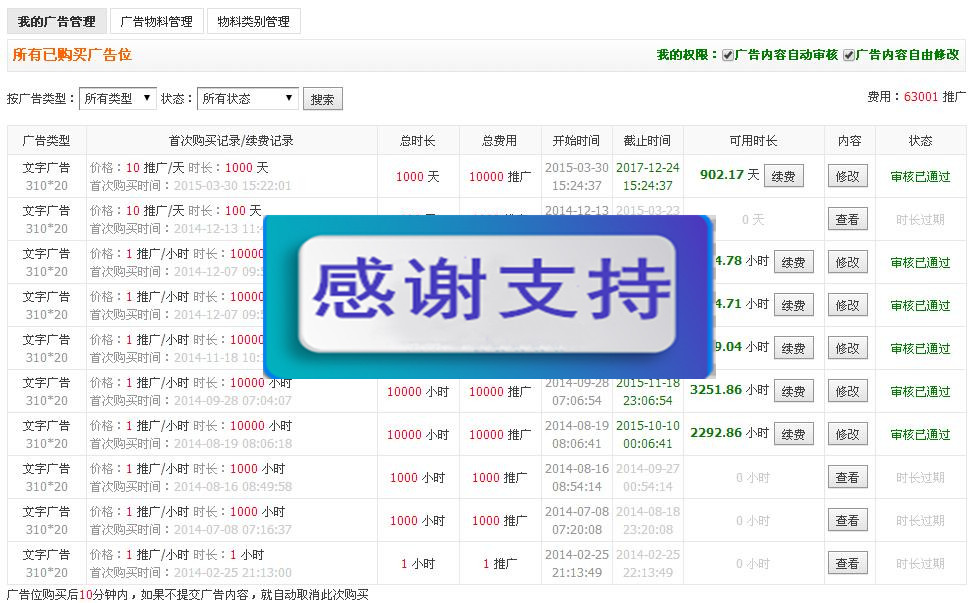 我的广告管理 广告物料管理 物料类别管理
所有已购买广告位 我的权限：广告内容自动审核 广告内容自由修改
按广告类型：所有类型 状态：所有状态 搜索 费用：63001 推广
广告类型 首次购买记录/续费记录 总时长 总费用 开始时间 截止时间 可用时长 内容 状态
文字广告 价格：10 推广/天 时长：1000 天 1000 天 10000 推广 2015-03-30 2017-12-24 902.17 天 续费 修改 审核已通过
310*20 首次购买时间：2015-03-30 15:22:01 15:24:37 15:24:37
文字广告 价格：10 推广/天 时长：100 天 2014-12-13 2015-03-23 0 天 查看 时长过期
310*20 首次购买时间：2014-12-13
文字广告 价格：1 推广/小时 时长：10000 4.78 小时 续费 修改 审核已通过
310*20 首次购买时间：2014-12-07
感谢支持
文字广告 价格：1 推广/小时 时长：10000 4.71 小时 续费 修改 审核已通过
310*20 首次购买时间：2014-12-07
文字广告 价格：1 推广/小时 时长：10000 9.04 小时 续费 修改 审核已通过
310*20 首次购买时间：2014-11-18
文字广告 价格：1 推广/小时 时长：10000 小时 10000 小时 10000 推广 2014-09-28 2015-11-18 3251.86 小时 续费 修改 审核已通过
310*20 首次购买时间：2014-09-28 07:04:07 07:06:54 23:06:54
文字广告 价格：1 推广/小时 时长：10000 小时 10000 小时 10000 推广 2014-08-19 2015-10-10 2292.86 小时 续费 修改 审核已通过
310*20 首次购买时间：2014-08-19 08:06:18 08:06:41 00:06:41
文字广告 价格：1 推广/小时 时长：1000 小时 1000 小时 1000 推广 2014-08-16 2014-09-27 0 小时 查看 时长过期
310*20 首次购买时间：2014-08-16 08:49:58 08:54:14 00:54:14
文字广告 价格：1 推广/小时 时长：1000 小时 1000 小时 1000 推广 2014-07-08 2014-08-18 0 小时 查看 时长过期
310*20 首次购买时间：2014-07-08 07:16:37 07:20:08 23:20:08
文字广告 价格：1 推广/小时 时长：1 小时 1 小时 1 推广 2014-02-25 2014-02-25 0 小时 查看 时长过期
310*20 首次购买时间：2014-02-25 21:13:00 21:13:49 22:13:49
广告位购买后10分钟内，如果不提交广告内容，就自动取消此次购买